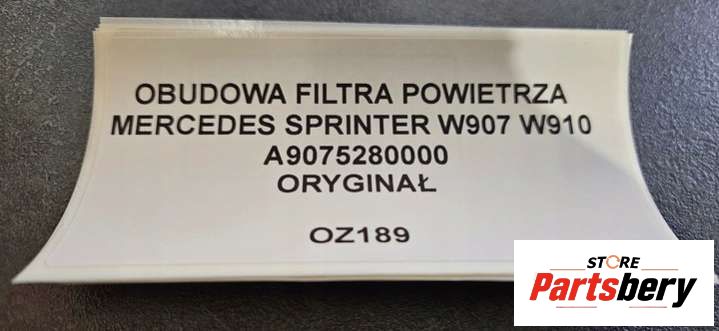 OBUDOWA FILTRA POWIETRZA
MERCEDES SPRINTER W907 W910
A9075280000
ORYGINAŁ
OZ189
STORE
Partsbery